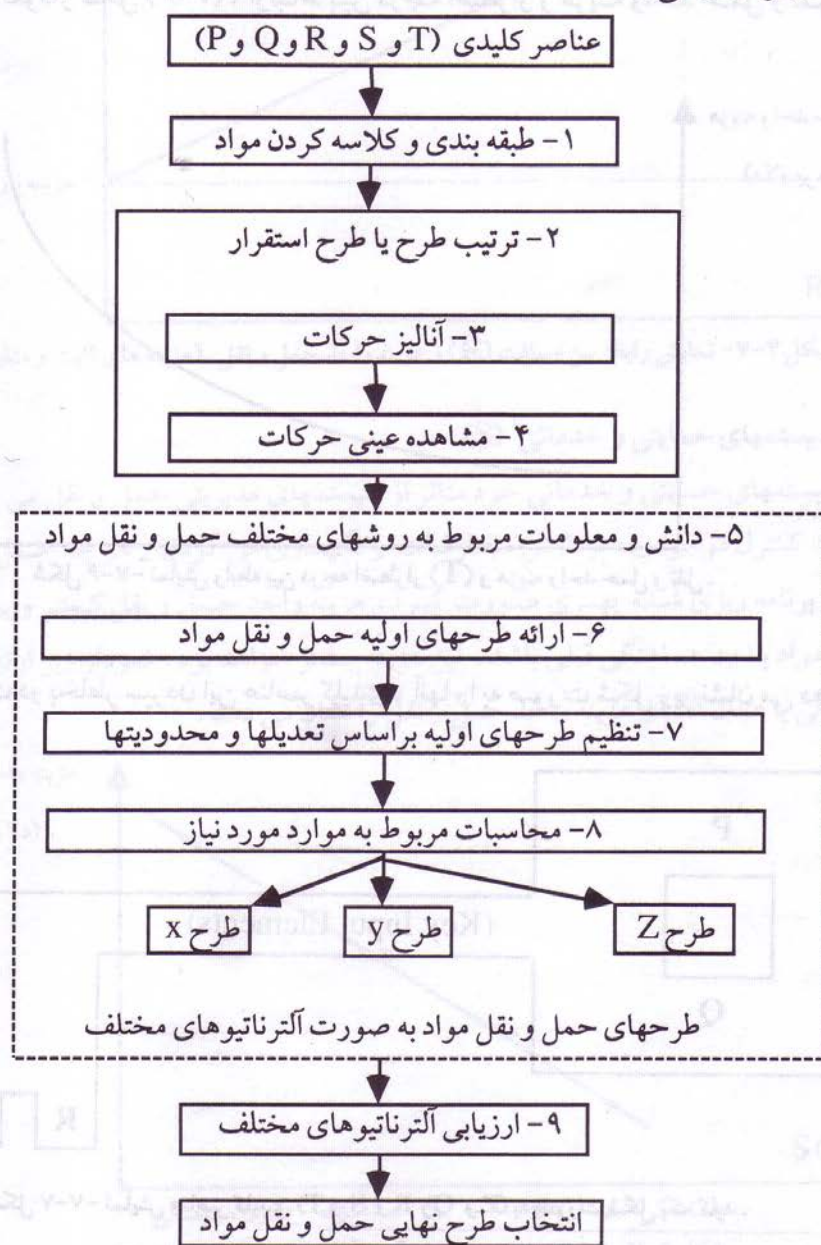 عناصر کلیدی (P و Q و R و S و T)
۱- طبقه بندی و کلاسه کردن مواد
۲- ترتیب طرح یا طرح استقرار
۳- آنالیز حرکات
۴- مشاهده عینی حرکات
۵- دانش و معلومات مربوط به روشهای مختلف حمل و نقل مواد
۶- ارائه طرحهای اولیه حمل و نقل مواد
۷- تنظیم طرحهای اولیه براساس تعدیلها و محدودیتها
۸- محاسبات مربوط به موارد مورد نیاز
طرح Z طرح y طرح x
طرحهای حمل و نقل مواد به صورت آلترناتیوهای مختلف
۹- ارزیابی آلترناتیوهای مختلف
انتخاب طرح نهایی حمل و نقل مواد